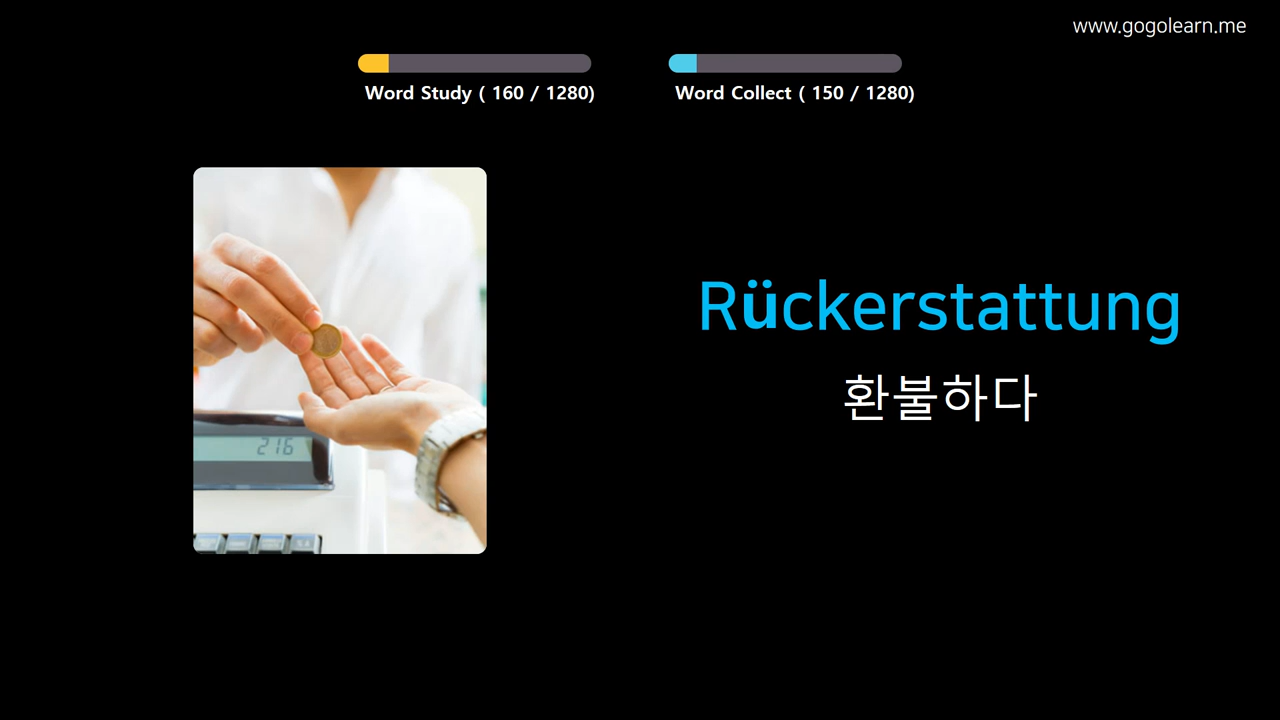 www.gogolearn.me
Word Study ( 160 / 1280)
Word Collect ( 150 / 1280)
Rückerstattung
환불하다
216